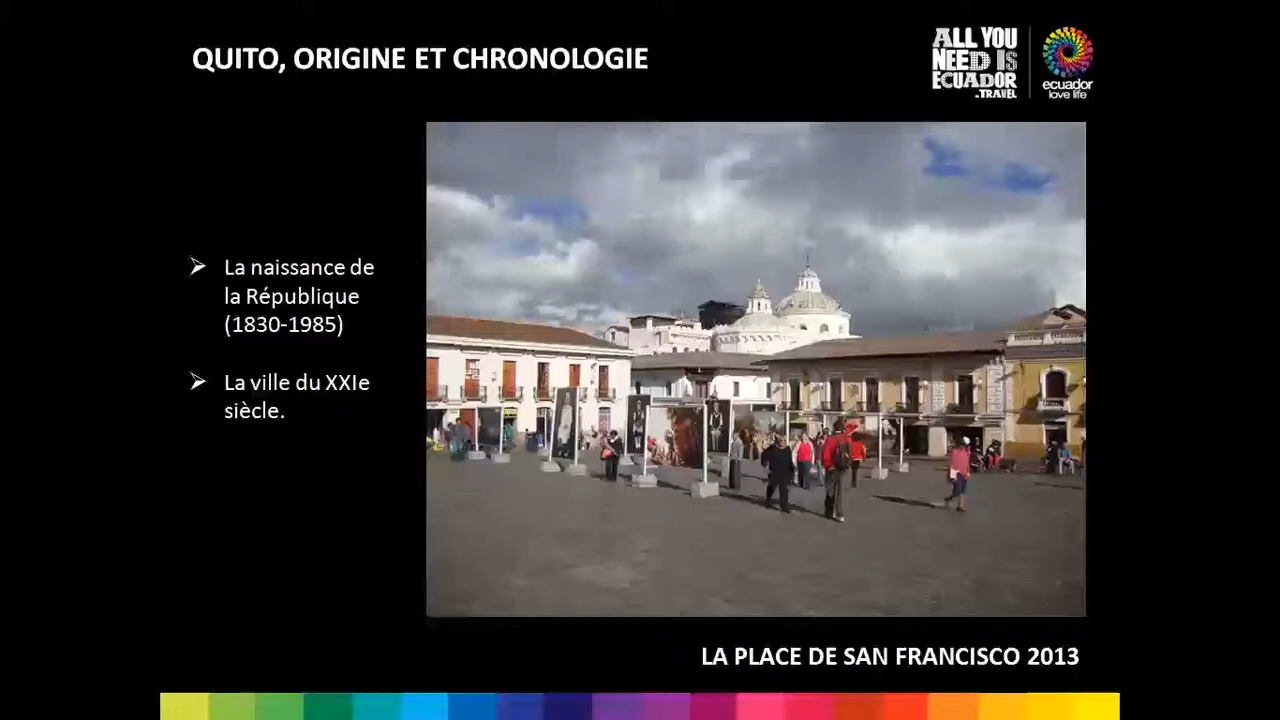 QUITO, ORIGINE ET CHRONOLOGIE
ALL YOU
NEED IS
ECUADOR
.TRAVEL
ecuador
love life
➢ La naissance de
la République
(1830-1985)
➢ La ville du XXIe
siècle.
LA PLACE DE SAN FRANCISCO 2013